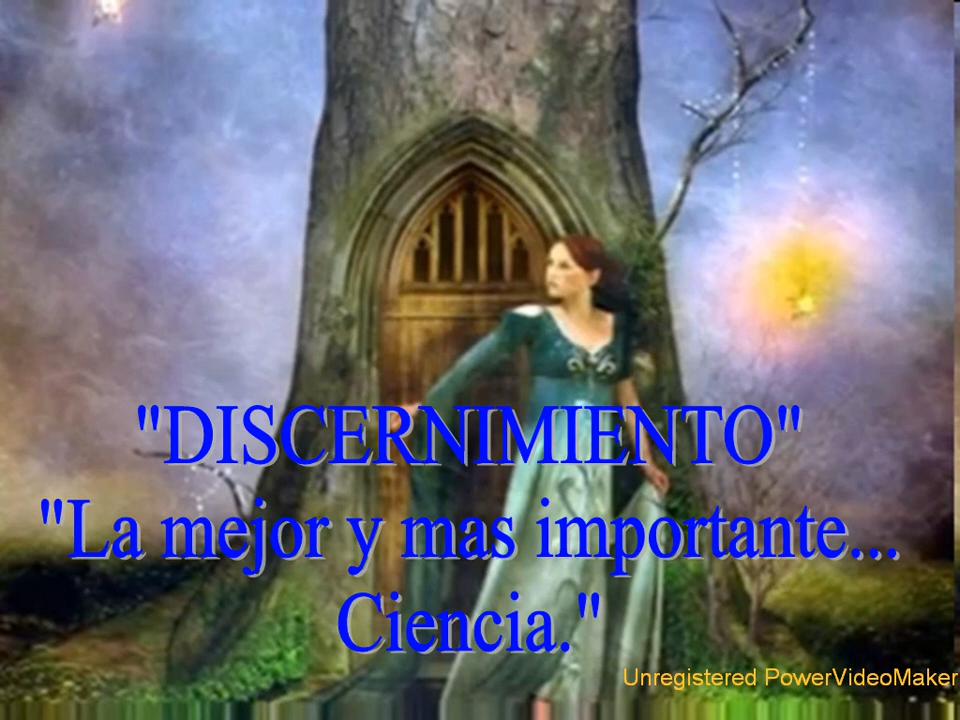 "DISCERNIMIENTO"
"La mejor y mas importante...
Ciencia."
Unregistered PowerVideoMaker